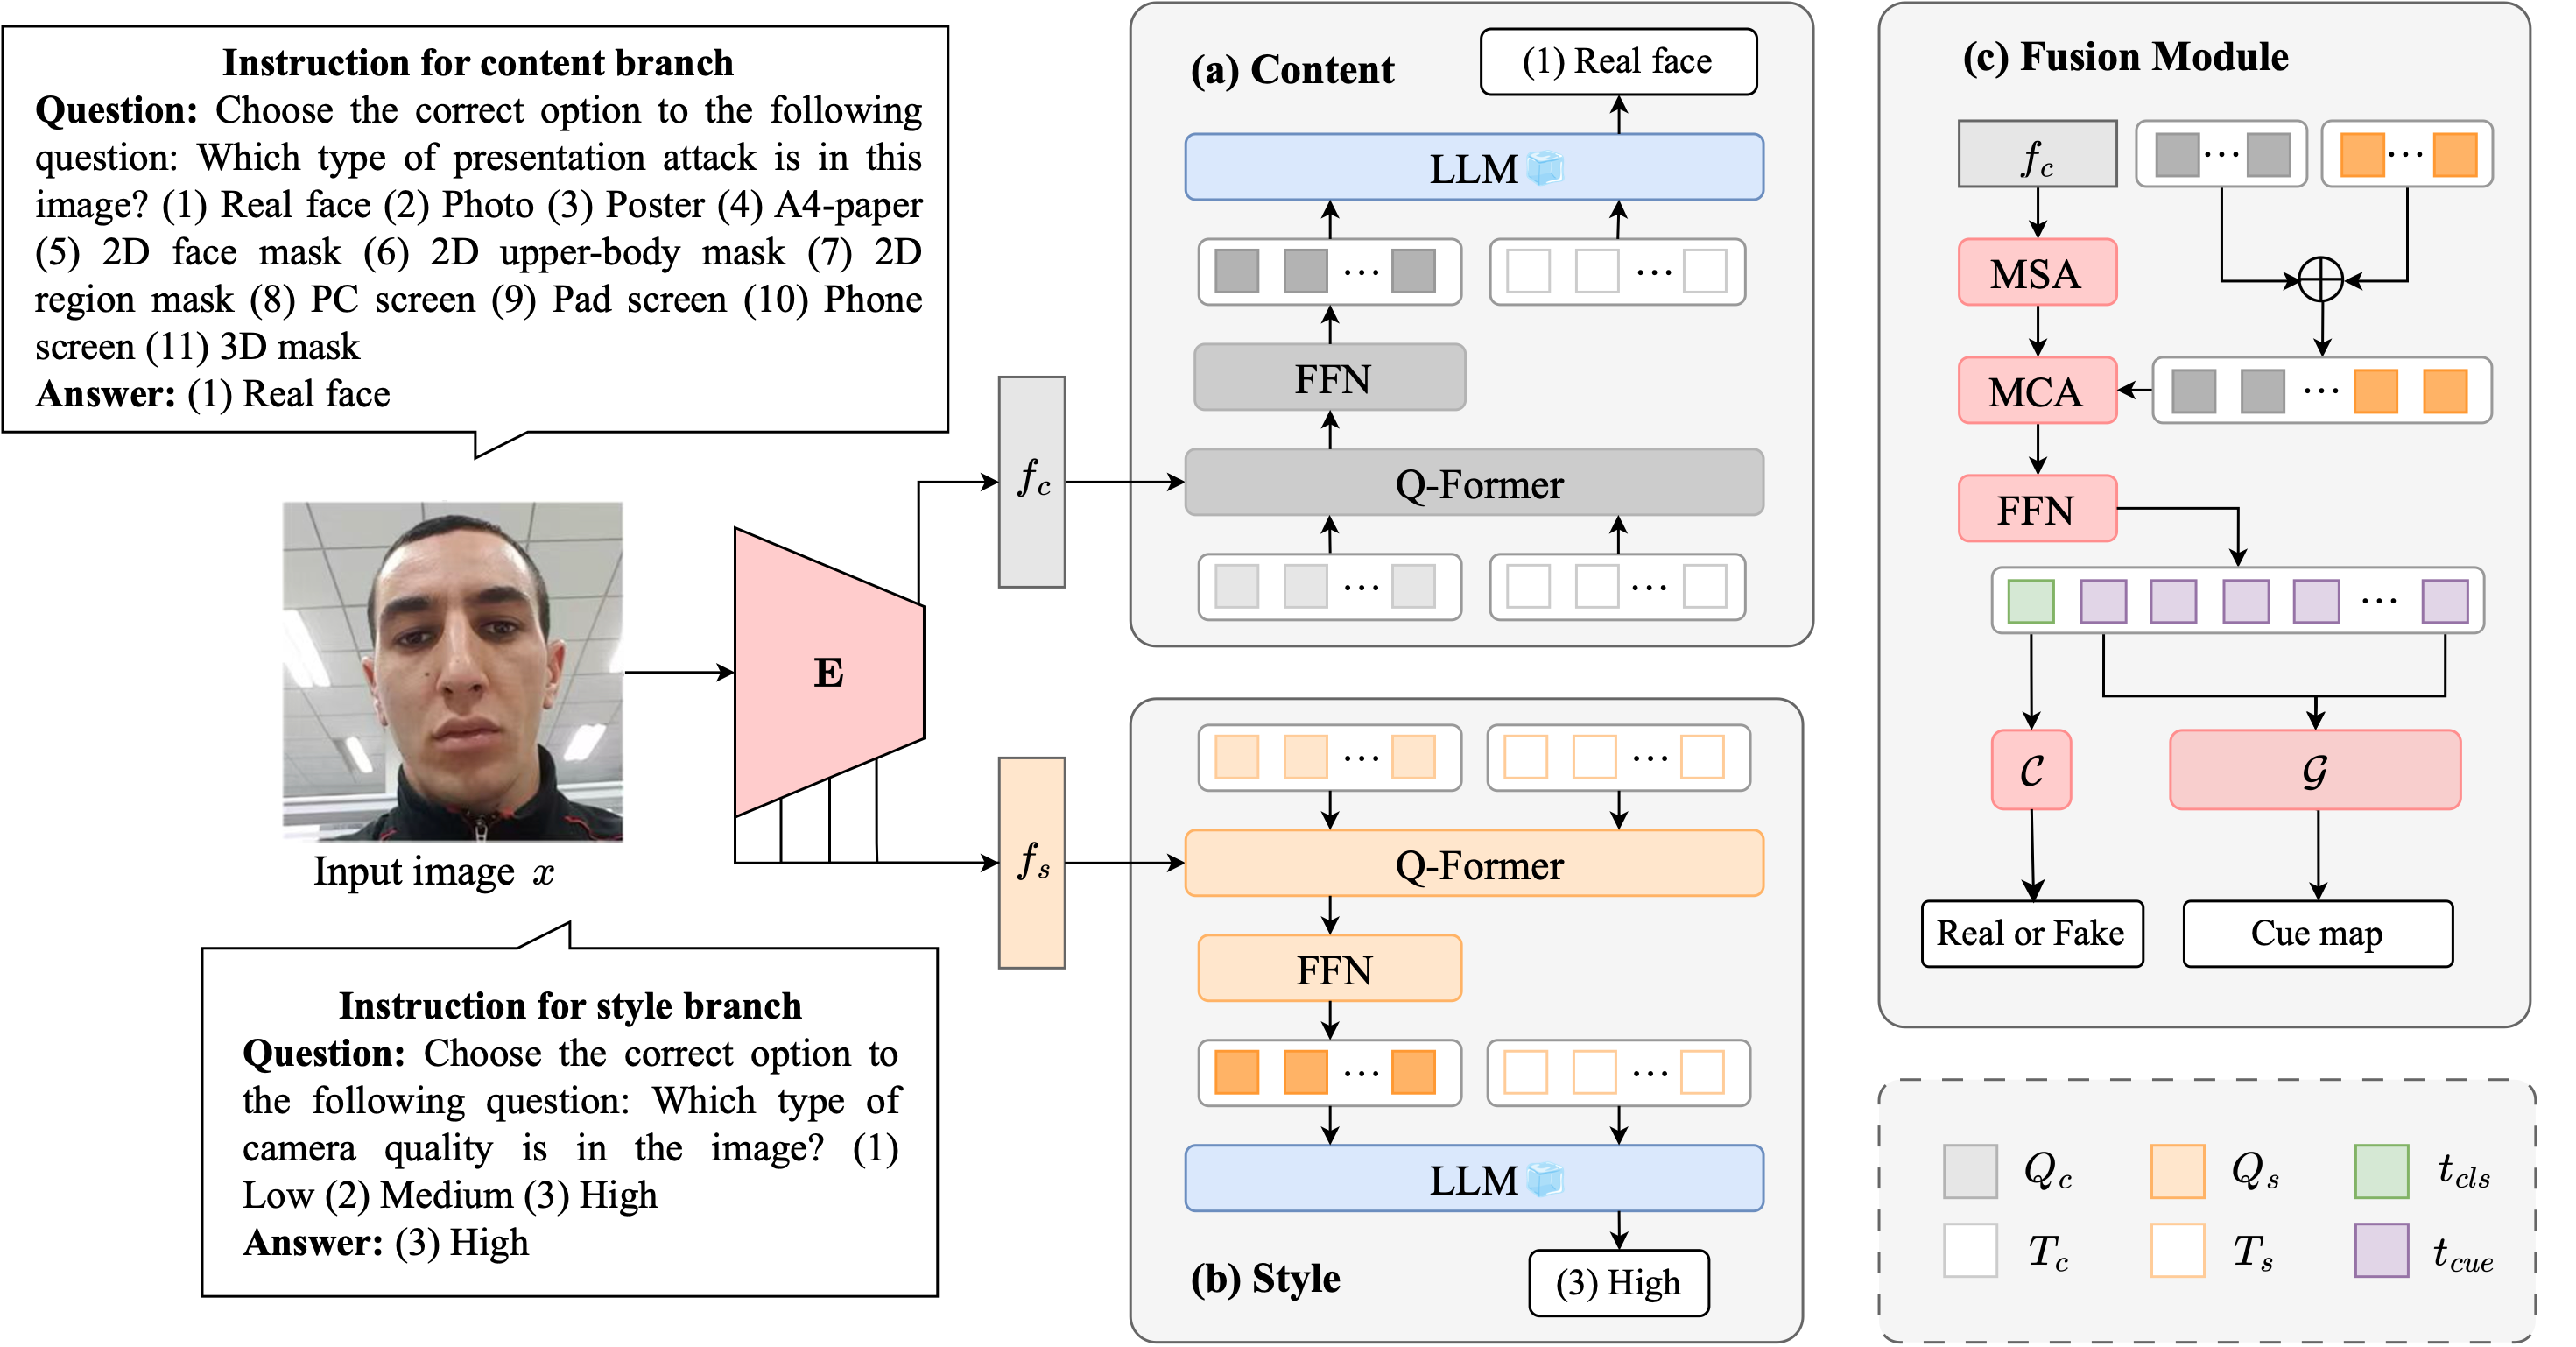 Instruction for content branch
Question: Choose the correct option to the following
question: Which type of presentation attack is in this
image? (1) Real face (2) Photo (3) Poster (4) A4-paper
(5) 2D face mask (6) 2D upper-body mask (7) 2D
region mask (8) PC screen (9) Pad screen (10) Phone
screen (11) 3D mask
Answer: (1) Real face
Input image x
Instruction for style branch
Question: Choose the correct option to
the following question: Which type of
camera quality is in the image? (1)
Low (2) Medium (3) High
Answer: (3) High
E
f_c
f_s
(a) Content
(1) Real face
LLM
...
...
FFN
Q-Former
...
...
...
...
Q-Former
FFN
...
...
LLM
(b) Style
(3) High
(c) Fusion Module
f_c
...
...
MSA
MCA
...
FFN
...
C
G
Real or Fake
Cue map
Q_c
Q_s
t_cls
T_c
T_s
t_cue